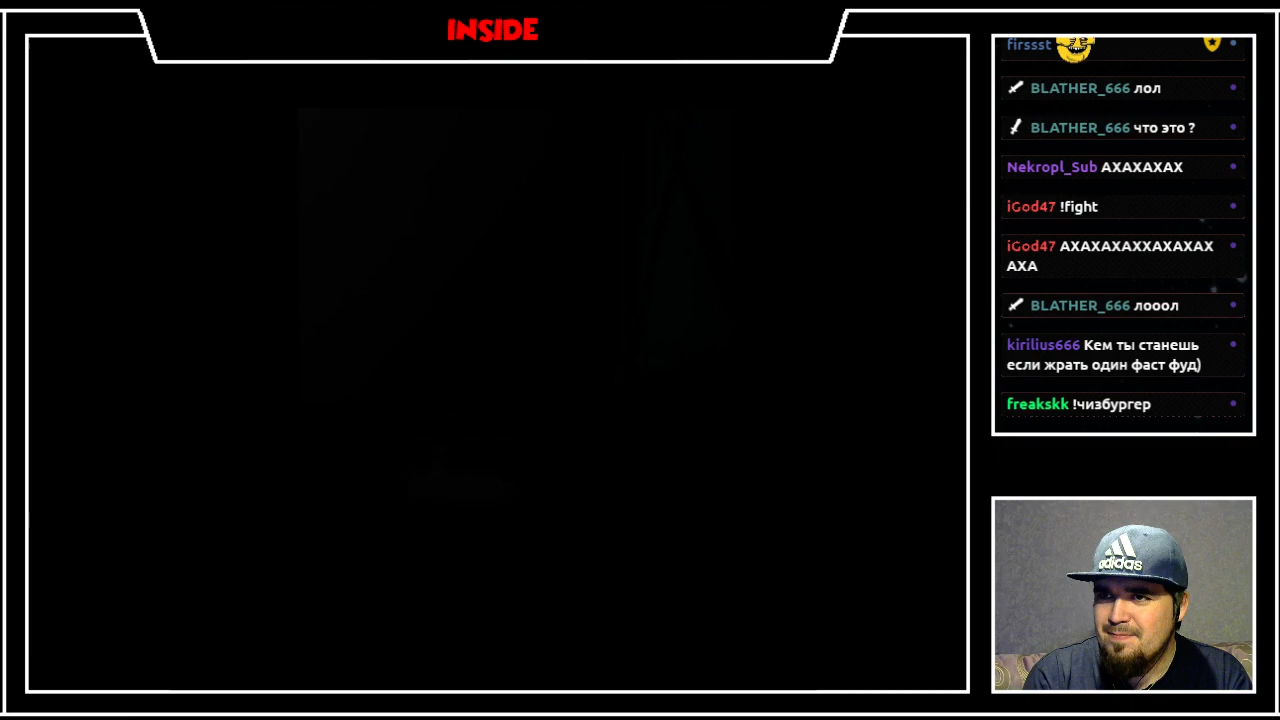 INSIDE
firssst
BLATHER_666 лол
BLATHER_666 что это ?
Nekropl_Sub АХАХАХАХ
iGod47 !fight
iGod47 АХАХАХАХХАХАХАХ
АХА
BLATHER_666 лооол
kirilius666 Кем ты станешь
если жрать один фаст фуд)
freakskk !чизбургер
adidas